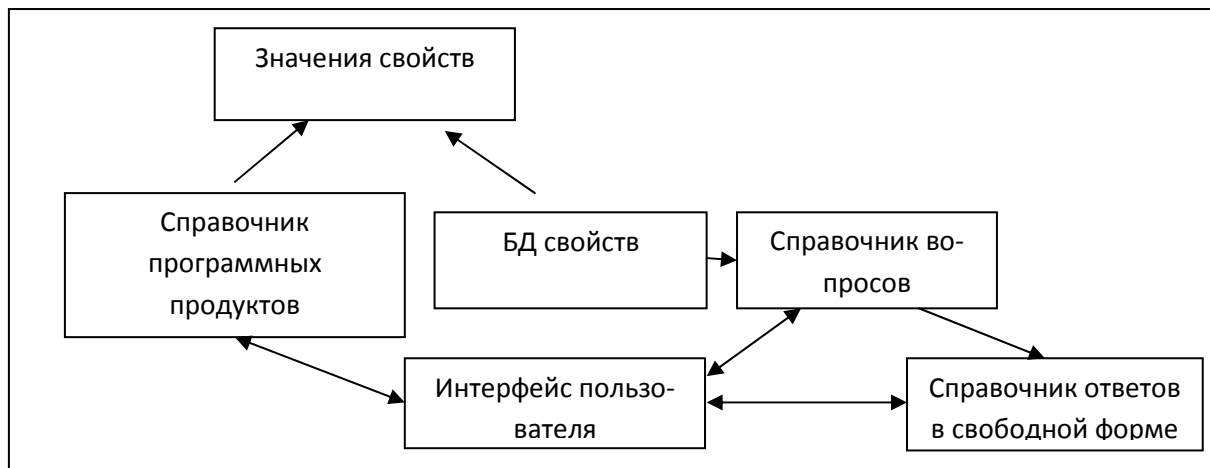 Значения свойств
Справочник
программных
продуктов
БД свойств
Справочник во-
просов
Интерфейс пользо-
вателя
Справочник ответов
в свободной форме